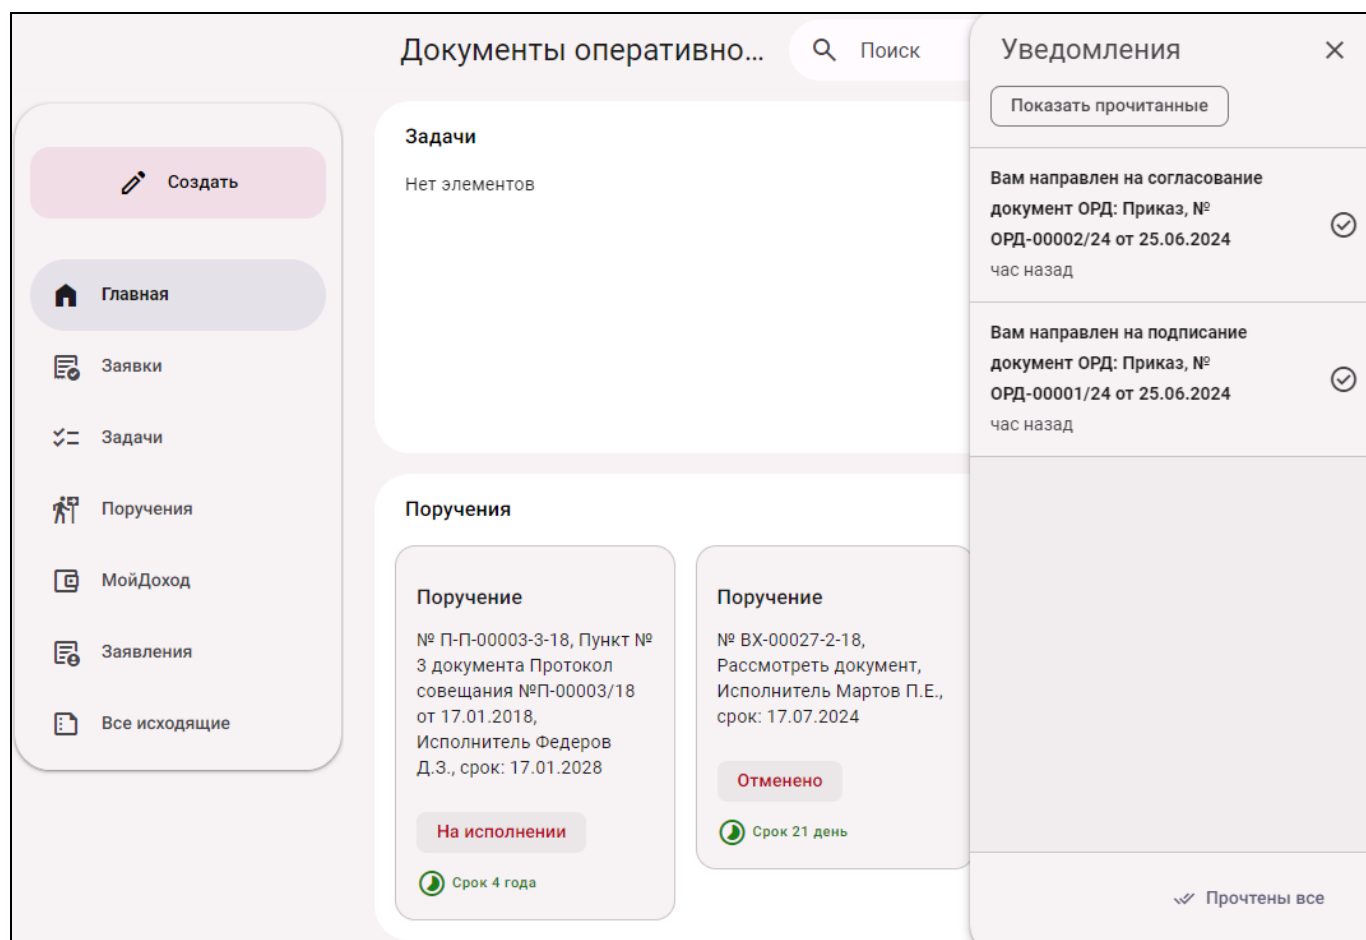 Документы оперативно...
Поиск
Создать
Главная
Заявки
Задачи
Поручения
МойДоход
Заявления
Все исходящие
Задачи
Нет элементов
Поручения
Поручение
№ П-П-00003-3-18, Пункт №
3 документа Протокол
совещания №П-00003/18
от 17.01.2018,
Исполнитель Федеров
Д.З., срок: 17.01.2028
На исполнении
Срок 4 года
Поручение
№ ВХ-00027-2-18,
Рассмотреть документ,
Исполнитель Мартов П.Е.,
срок: 17.07.2024
Отменено
Срок 21 день
Уведомления
Показать прочитанные
Вам направлен на согласование
документ ОРД: Приказ, №
ОРД-00002/24 от 25.06.2024
час назад
Вам направлен на подписание
документ ОРД: Приказ, №
ОРД-00001/24 от 25.06.2024
час назад
Прочтены все